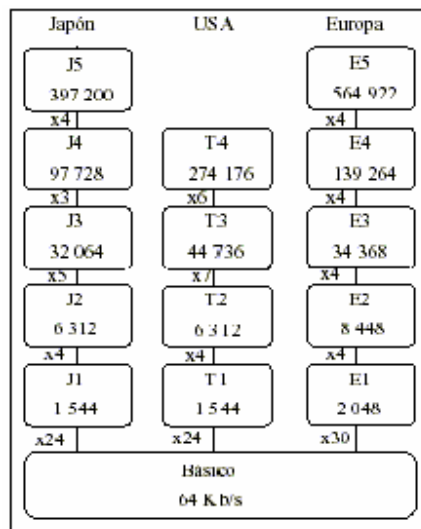 Japón USA Europa
J5 E5
397 200 564 922
x4 x4
J4 T4 E4
97 728 274 176 139 264
x3 x6 x4
J3 T3 E3
32 064 44 736 34 368
x5 x7 x4
J2 T2 E2
6 312 6 312 8 448
x4 x4 x4
J1 T1 E1
1 544 1 544 2 048
x24 x24 x30
Básico
64 Kb/s